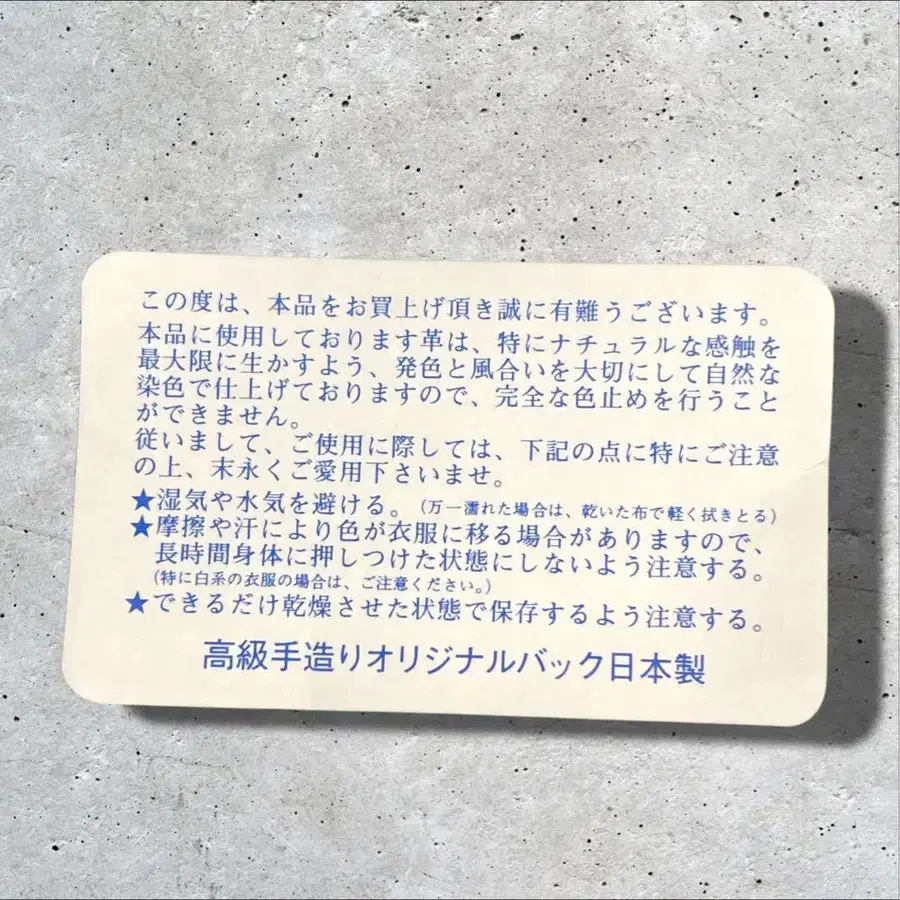 この度は、本品をお買上げ頂き誠に有難うございます。
本品に使用しております革は、特にナチュラルな感触を
最大限に生かすよう、発色と風合いを大切にして自然な
染色で仕上げておりますので、完全な色止めを行うこと
ができません。
従いまして、ご使用に際しては、下記の点に特にご注意
の上、末永くご愛用下さいませ。
★湿気や水気を避ける。(万一濡れた場合は、乾いた布で軽く拭きとる)
★摩擦や汗により色が衣服に移る場合がありますので、
長時間身体に押しつけた状態にしないよう注意する。
(特に白系の衣服の場合は、ご注意ください。)
★できるだけ乾燥させた状態で保存するよう注意する。
高級手造りオリジナルバック日本製